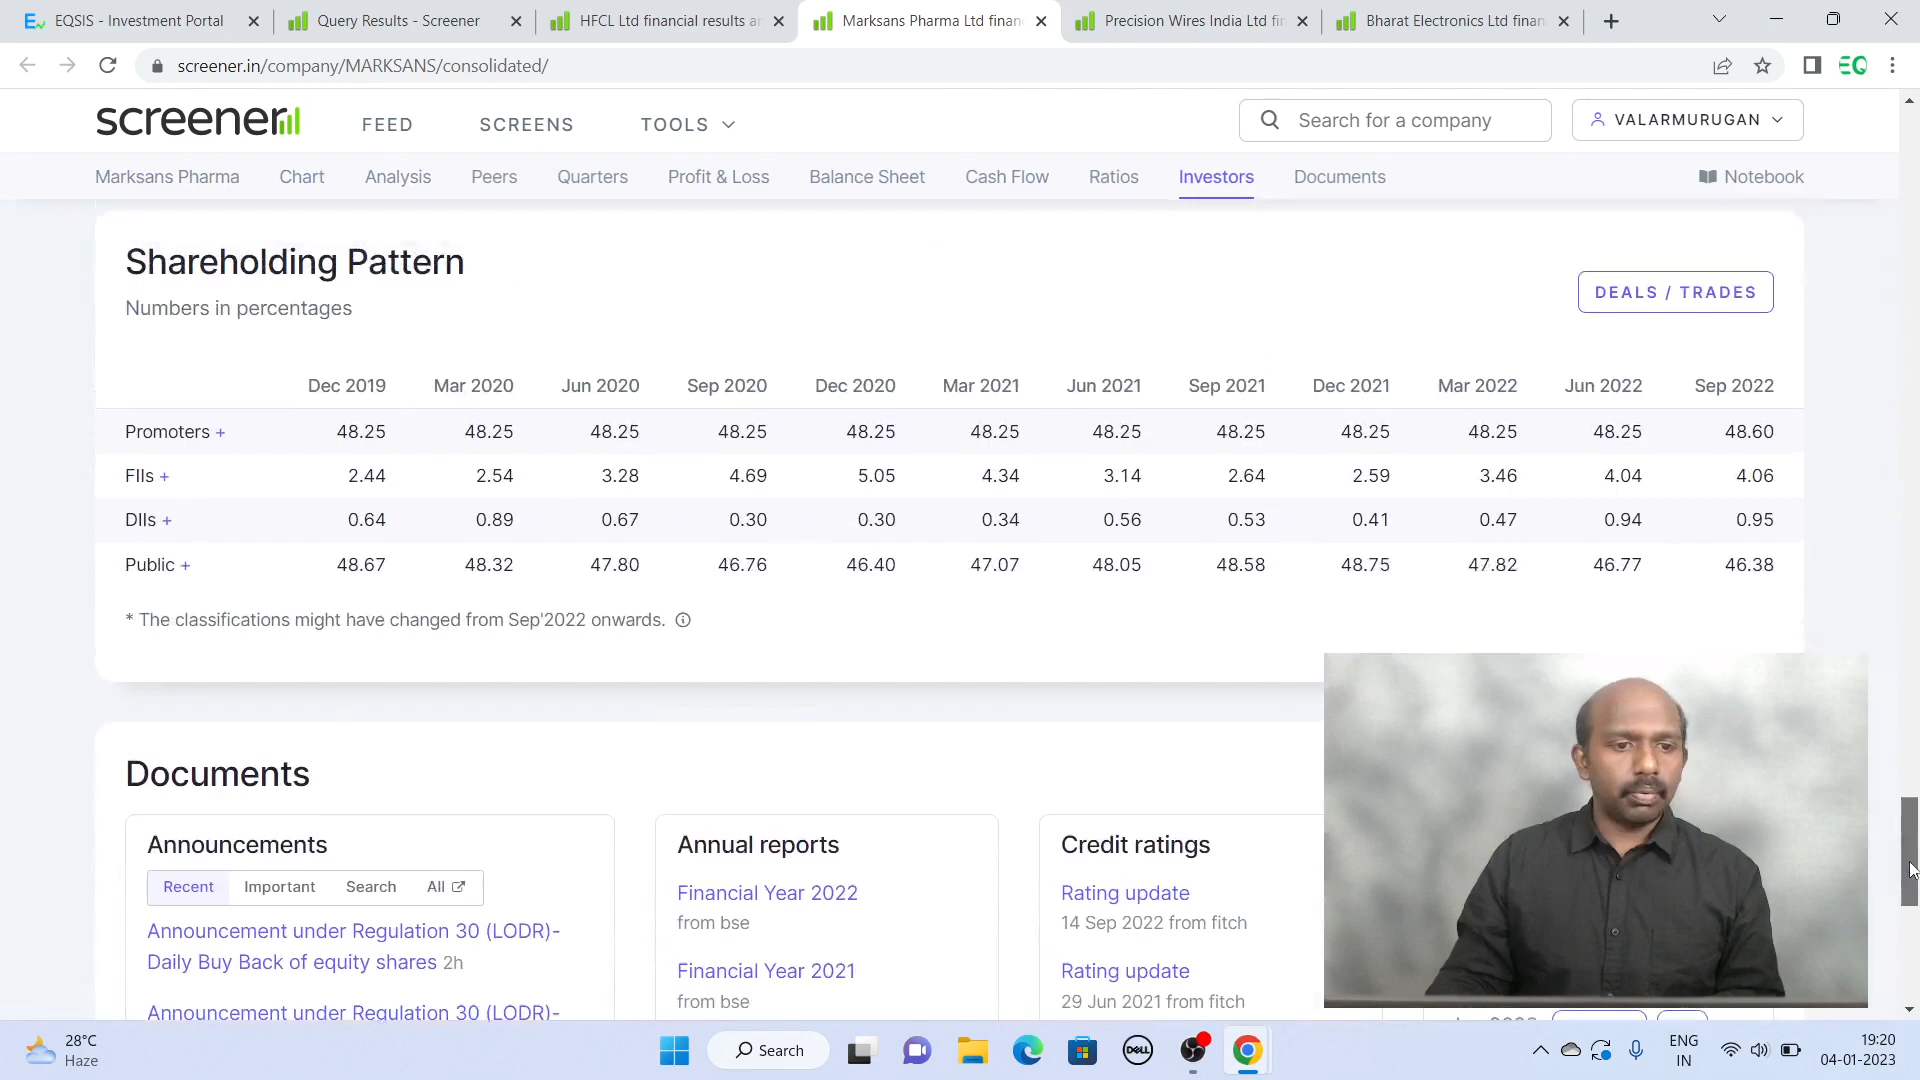 EQSIS - Investment Portal
Query Results - Screener
HFCL Ltd financial results a
Marksans Pharma Ltd finan
Precision Wires India Ltd fin
Bharat Electronics Ltd finan
screener.in/company/MARKSANS/consolidated/
EQ
screener
FEED
SCREENS
TOOLS
Search for a company
VALARMURUGAN
Marksans Pharma
Chart
Analysis
Peers
Quarters
Profit & Loss
Balance Sheet
Cash Flow
Ratios
Investors
Documents
Notebook
Shareholding Pattern
Numbers in percentages
DEALS / TRADES
Dec 2019 Mar 2020 Jun 2020 Sep 2020 Dec 2020 Mar 2021 Jun 2021 Sep 2021 Dec 2021 Mar 2022 Jun 2022 Sep 2022
Promoters + 48.25 48.25 48.25 48.25 48.25 48.25 48.25 48.25 48.25 48.25 48.25 48.60
FIIs + 2.44 2.54 3.28 4.69 5.05 4.34 3.14 2.64 2.59 3.46 4.04 4.06
DIIs + 0.64 0.89 0.67 0.30 0.30 0.34 0.56 0.53 0.41 0.47 0.94 0.95
Public + 48.67 48.32 47.80 46.76 46.40 47.07 48.05 48.58 48.75 47.82 46.77 46.38
* The classifications might have changed from Sep'2022 onwards.
Documents
Announcements
Recent Important Search All
Announcement under Regulation 30 (LODR)-
Daily Buy Back of equity shares 2h
Announcement under Regulation 30 (LODR)-
Annual reports
Financial Year 2022
from bse
Financial Year 2021
from bse
Credit ratings
Rating update
14 Sep 2022 from fitch
Rating update
29 Jun 2021 from fitch
28°C
Haze
Search
DELL
ENG
IN
19:20
04-01-2023